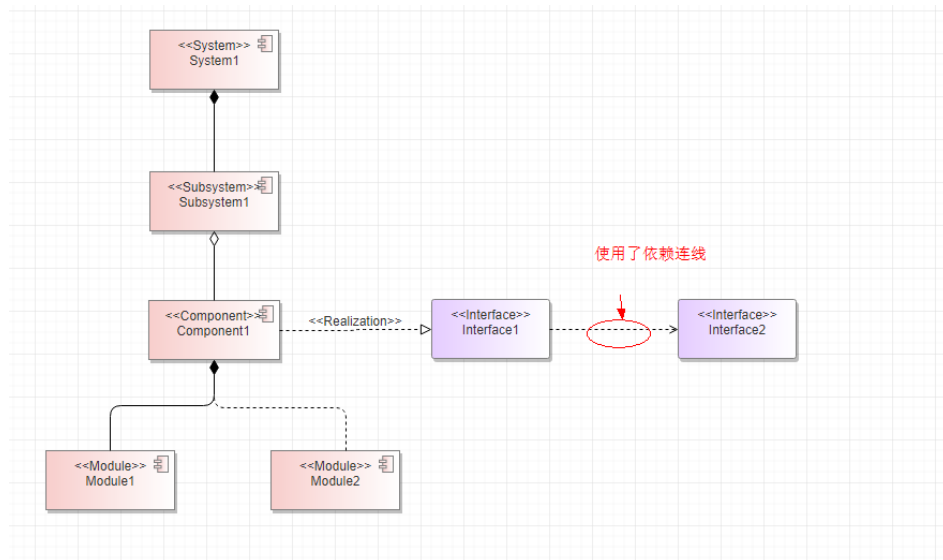 <<System>>
System1
<<Subsystem>>
Subsystem1
使用了依赖连线
<<Component>>
Component1
<<Realization>>
<<Interface>>
Interface1
<<Interface>>
Interface2
<<Module>>
Module1
<<Module>>
Module2